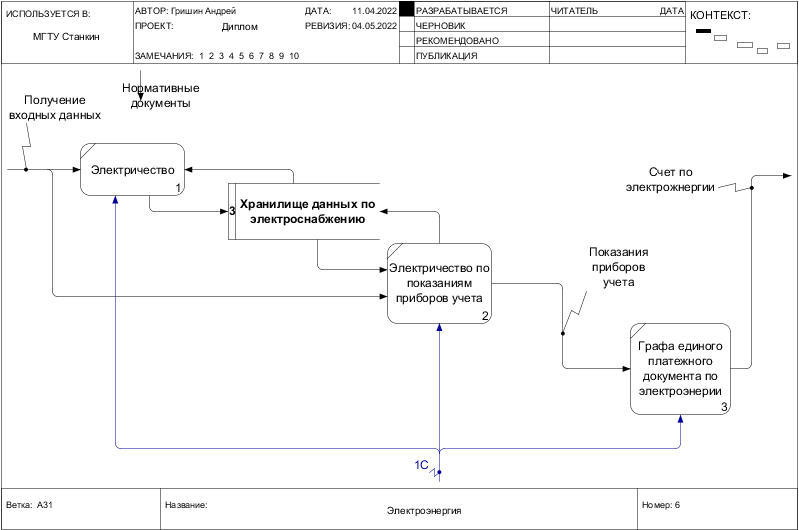 ИСПОЛЬЗУЕТСЯ В:
МГТУ Станкин
АВТОР: Гришин Андрей
ДАТА: 11.04.2022
ПРОЕКТ: Диплом
РЕВИЗИЯ: 04.05.2022
ЗАМЕЧАНИЯ: 1 2 3 4 5 6 7 8 9 10
РАЗРАБАТЫВАЕТСЯ
ЧЕРНОВИК
РЕКОМЕНДОВАНО
ПУБЛИКАЦИЯ
ЧИТАТЕЛЬ ДАТА
КОНТЕКСТ:
Нормативные
документы
Получение
входных данных
Электричество
1
3 Хранилище данных по
электроснабжению
Счет по
электрожнергии
Электричество по
показаниям
приборов учета
2
Показания
приборов
учета
Графа единого
платежного
документа по
электроэнерии
3
1С
Ветка: А31
Название:
Электроэнергия
Номер: 6